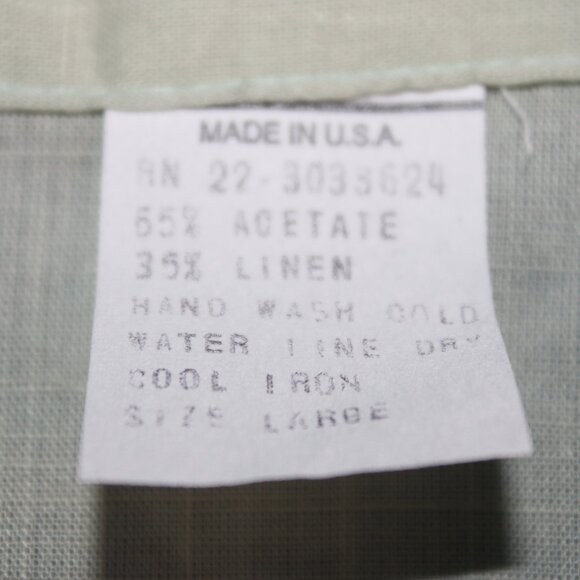 MADE IN U.S.A.
RN 22-3033624
65% ACETATE
35% LINEN
HAND WASH COLD
WATER LINE DRY
COOL IRON
SIZE LARGE